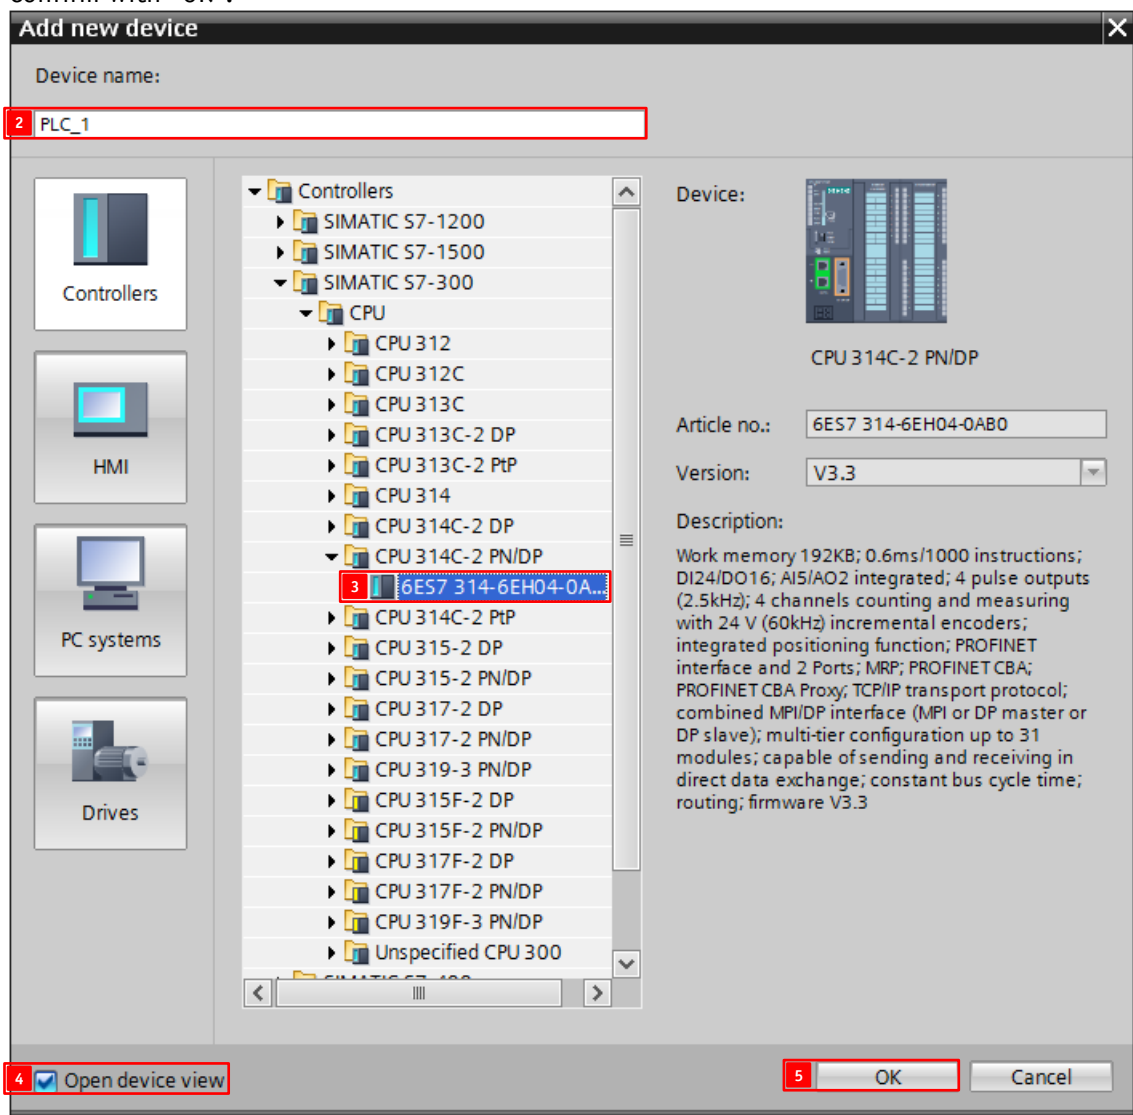 Add new device
Device name:
2 PLC_1
Controllers
HMI
PC systems
Drives
Controllers
SIMATIC S7-1200
SIMATIC S7-1500
SIMATIC S7-300
CPU
CPU 312
CPU 312C
CPU 313C
CPU 313C-2 DP
CPU 313C-2 PtP
CPU 314
CPU 314C-2 DP
CPU 314C-2 PN/DP
3 6ES7 314-6EH04-0A...
CPU 314C-2 PtP
CPU 315-2 DP
CPU 315-2 PN/DP
CPU 317-2 DP
CPU 317-2 PN/DP
CPU 319-3 PN/DP
CPU 315F-2 DP
CPU 315F-2 PN/DP
CPU 317F-2 DP
CPU 317F-2 PN/DP
CPU 319F-3 PN/DP
Unspecified CPU 300
Device:
CPU 314C-2 PN/DP
Article no.: 6ES7 314-6EH04-0AB0
Version: V3.3
Description:
Work memory 192KB; 0.6ms/1000 instructions;
DI24/DO16; AI5/AO2 integrated; 4 pulse outputs
(2.5kHz); 4 channels counting and measuring
with 24 V (60kHz) incremental encoders;
integrated positioning function; PROFINET
interface and 2 Ports; MRP; PROFINET CBA;
PROFINET CBA Proxy; TCP/IP transport protocol;
combined MPI/DP interface (MPI or DP master or
DP slave); multi-tier configuration up to 31
modules; capable of sending and receiving in
direct data exchange; constant bus cycle time;
routing; firmware V3.3
4 Open device view
5 OK
Cancel